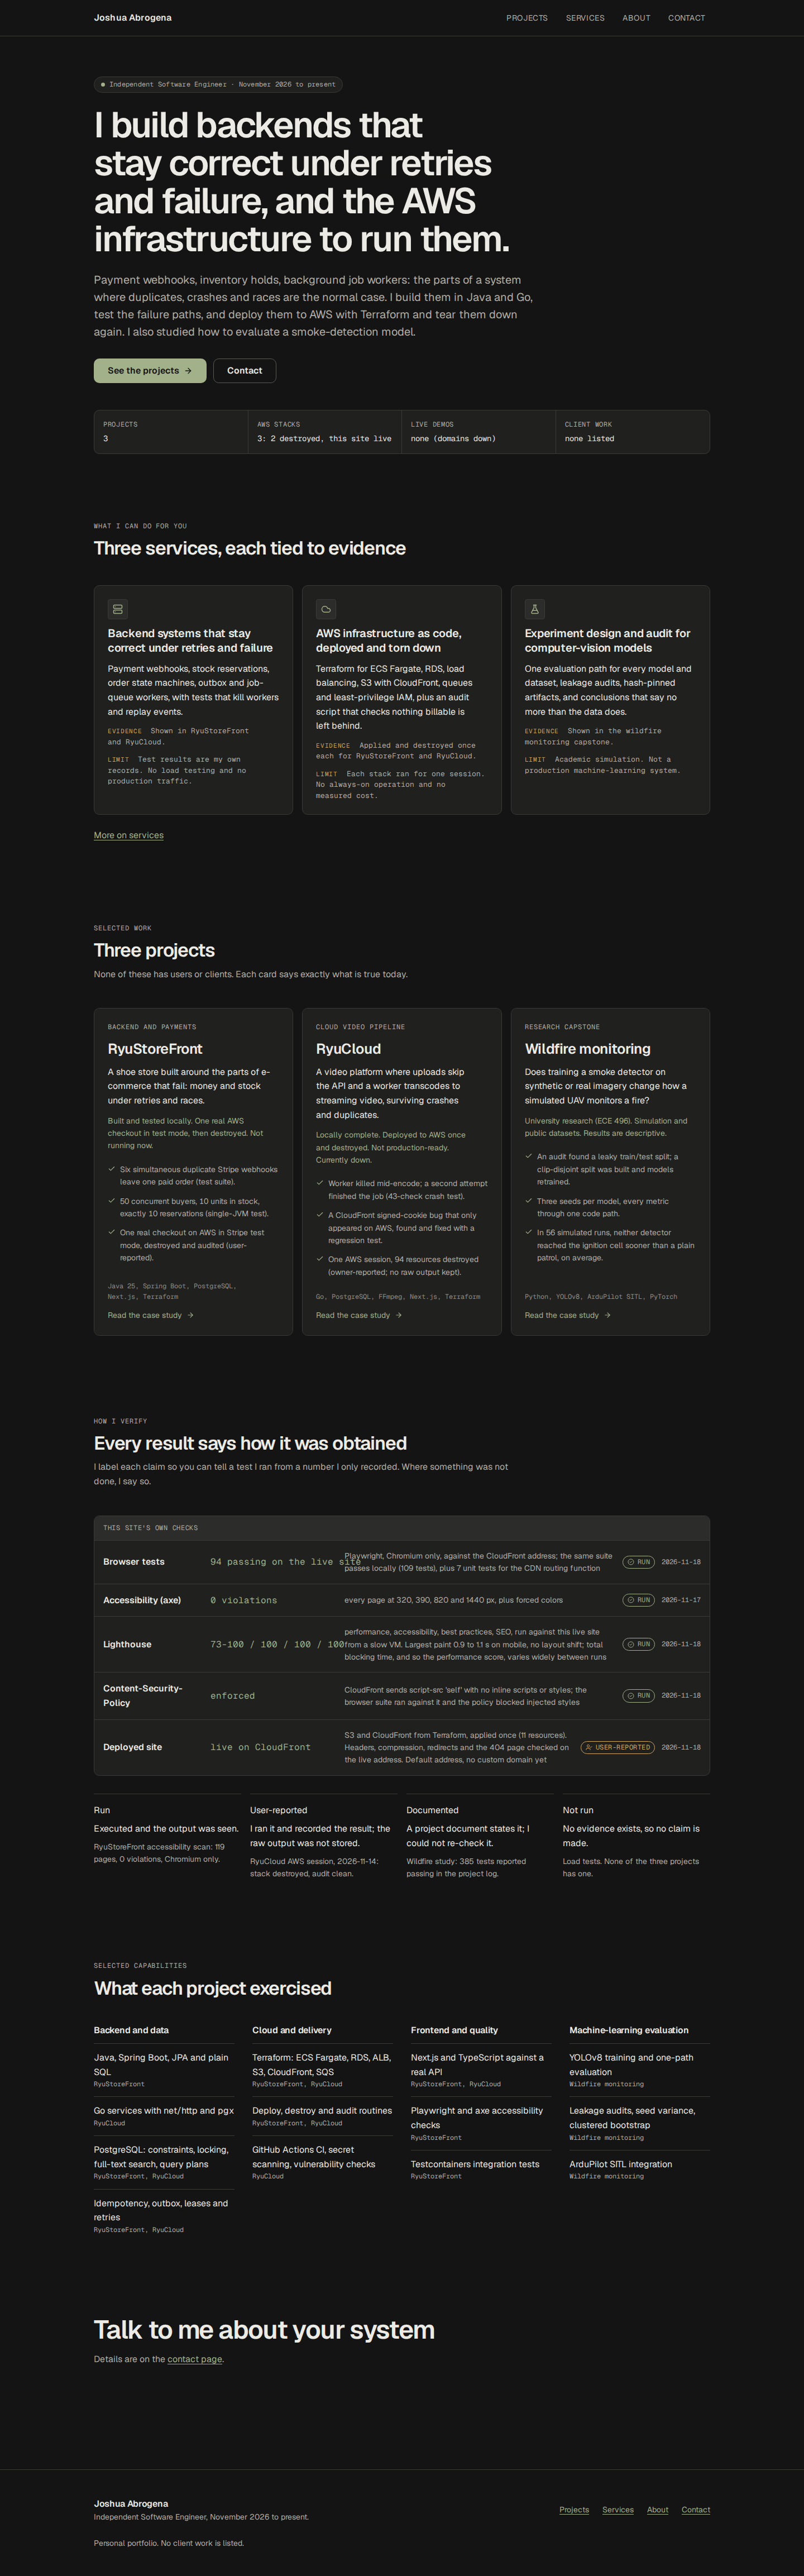 Joshua Abrogena
PROJECTS SERVICES ABOUT CONTACT
Independent Software Engineer · November 2026 to present
I build backends that
stay correct under retries
and failure, and the AWS
infrastructure to run them.
Payment webhooks, inventory holds, background job workers: the parts of a system
where duplicates, crashes and races are the normal case. I build them in Java and Go,
test the failure paths, and deploy them to AWS with Terraform and tear them down
again. I also studied how to evaluate a smoke-detection model.
See the projects →
Contact
PROJECTS
3
AWS STACKS
3: 2 destroyed, this site live
LIVE DEMOS
none (domains down)
CLIENT WORK
none listed
WHAT I CAN DO FOR YOU
Three services, each tied to evidence
Backend systems that stay
correct under retries and failure
Payment webhooks, stock reservations,
order state machines, outbox and job-
queue workers, with tests that kill workers
and replay events.
EVIDENCE Shown in RyuStoreFront
and RyuCloud.
LIMIT Test results are my own
records. No load testing and no
production traffic.
AWS infrastructure as code,
deployed and torn down
Terraform for ECS Fargate, RDS, load
balancing, S3 with CloudFront, queues
and least-privilege IAM, plus an audit
script that checks nothing billable is
left behind.
EVIDENCE Applied and destroyed once
each for RyuStoreFront and RyuCloud.
LIMIT Each stack ran for one session.
No always-on operation and no
measured cost.
Experiment design and audit for
computer-vision models
One evaluation path for every model and
dataset, leakage audits, hash-pinned
artifacts, and conclusions that say no
more than the data does.
EVIDENCE Shown in the wildfire
monitoring capstone.
LIMIT Academic simulation. Not a
production machine-learning system.
More on services
SELECTED WORK
Three projects
None of these has users or clients. Each card says exactly what is true today.
BACKEND AND PAYMENTS
RyuStoreFront
A shoe store built around the parts of e-
commerce that fail: money and stock
under retries and races.
Built and tested locally. One real AWS
checkout in test mode, then destroyed. Not
running now.
Six simultaneous duplicate Stripe webhooks
leave one paid order (test suite).
50 concurrent buyers, 10 units in stock,
exactly 10 reservations (single-JVM test).
One real checkout on AWS in Stripe test
mode, destroyed and audited (user-
reported).
Java 25, Spring Boot, PostgreSQL,
Next.js, Terraform
Read the case study →
CLOUD VIDEO PIPELINE
RyuCloud
A video platform where uploads skip
the API and a worker transcodes to
streaming video, surviving crashes
and duplicates.
Locally complete. Deployed to AWS once
and destroyed. Not production-ready.
Currently down.
Worker killed mid-encode; a second attempt
finished the job (43-check crash test).
A CloudFront signed-cookie bug that only
appeared on AWS, found and fixed with a
regression test.
One AWS session, 94 resources destroyed
(owner-reported; no raw output kept).
Go, PostgreSQL, FFmpeg, Next.js, Terraform
Read the case study →
RESEARCH CAPSTONE
Wildfire monitoring
Does training a smoke detector on
synthetic or real imagery change how a
simulated UAV monitors a fire?
University research (ECE 496). Simulation and
public datasets. Results are descriptive.
An audit found a leaky train/test split; a
clip-disjoint split was built and models
retrained.
Three seeds per model, every metric
through one code path.
In 56 simulated runs, neither detector
reached the ignition cell sooner than a plain
patrol, on average.
Python, YOLOv8, ArduPilot SITL, PyTorch
Read the case study →
HOW I VERIFY
Every result says how it was obtained
I label each claim so you can tell a test I ran from a number I only recorded. Where something was not
done, I say so.
THIS SITE'S OWN CHECKS
Browser tests
94 passing on the live site
Playwright, Chromium only, against the CloudFront address; the same suite
passes locally (109 tests), plus 7 unit tests for the CDN routing function
RUN 2026-11-18
Accessibility (axe)
0 violations
every page at 320, 390, 820 and 1440 px, plus forced colors
RUN 2026-11-17
Lighthouse
73-100 / 100 / 100 / 100
performance, accessibility, best practices, SEO, run against this live site
from a slow VM. Largest paint 0.9 to 1.1 s on mobile, no layout shift; total
blocking time, and so the performance score, varies widely between runs
RUN 2026-11-18
Content-Security-
Policy
enforced
CloudFront sends script-src 'self' with no inline scripts or styles; the
browser suite ran against it and the policy blocked injected styles
RUN 2026-11-18
Deployed site
live on CloudFront
S3 and CloudFront from Terraform, applied once (11 resources).
Headers, compression, redirects and the 404 page checked on
the live address. Default address, no custom domain yet
USER-REPORTED 2026-11-18
Run
Executed and the output was seen.
RyuStoreFront accessibility scan: 119
pages, 0 violations, Chromium only.
User-reported
I ran it and recorded the result; the
raw output was not stored.
RyuCloud AWS session, 2026-11-14:
stack destroyed, audit clean.
Documented
A project document states it; I
could not re-check it.
Wildfire study: 385 tests reported
passing in the project log.
Not run
No evidence exists, so no claim is
made.
Load tests. None of the three projects
has one.
SELECTED CAPABILITIES
What each project exercised
Backend and data
Java, Spring Boot, JPA and plain
SQL
RyuStoreFront
Go services with net/http and pgx
RyuCloud
PostgreSQL: constraints, locking,
full-text search, query plans
RyuStoreFront, RyuCloud
Idempotency, outbox, leases and
retries
RyuStoreFront, RyuCloud
Cloud and delivery
Terraform: ECS Fargate, RDS, ALB,
S3, CloudFront, SQS
RyuStoreFront, RyuCloud
Deploy, destroy and audit routines
RyuStoreFront, RyuCloud
GitHub Actions CI, secret
scanning, vulnerability checks
RyuCloud
Frontend and quality
Next.js and TypeScript against a
real API
RyuStoreFront, RyuCloud
Playwright and axe accessibility
checks
RyuStoreFront
Testcontainers integration tests
RyuStoreFront
Machine-learning evaluation
YOLOv8 training and one-path
evaluation
Wildfire monitoring
Leakage audits, seed variance,
clustered bootstrap
Wildfire monitoring
ArduPilot SITL integration
Wildfire monitoring
Talk to me about your system
Details are on the contact page.
Joshua Abrogena
Independent Software Engineer, November 2026 to present.
Personal portfolio. No client work is listed.
Projects Services About Contact